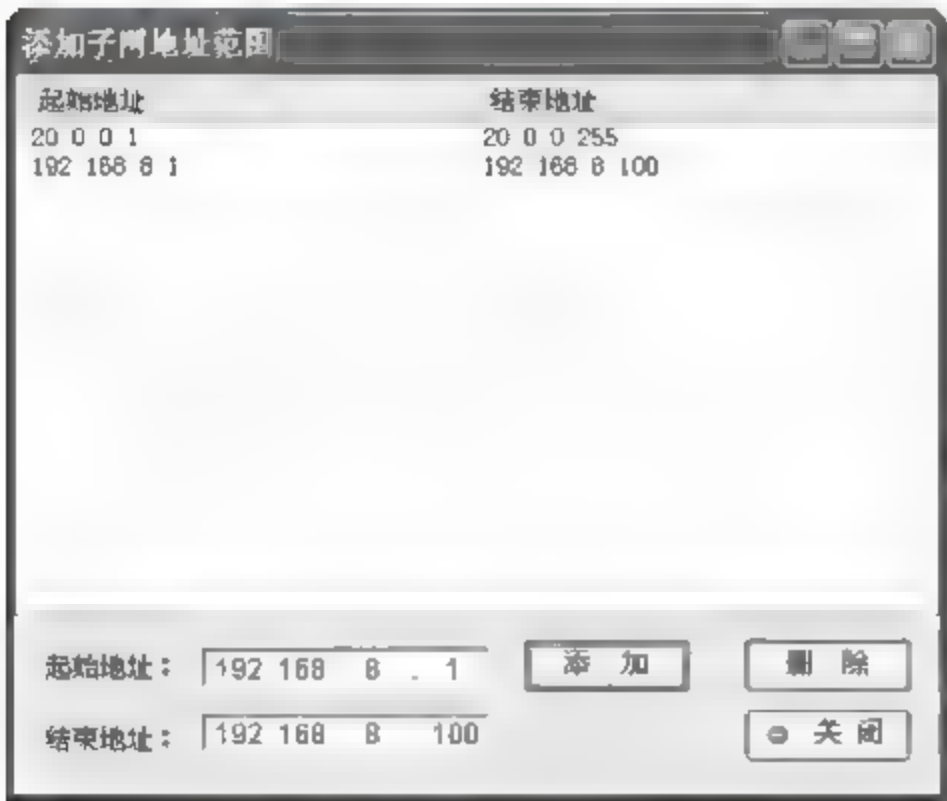 添加子网地址范围
起始地址 结束地址
20 0 0 1 20 0 0 255
192 168 8 1 192 168 8 100
起始地址： 192 168 8 . 1 添 加 删 除
结束地址： 192 168 8 100 关 闭